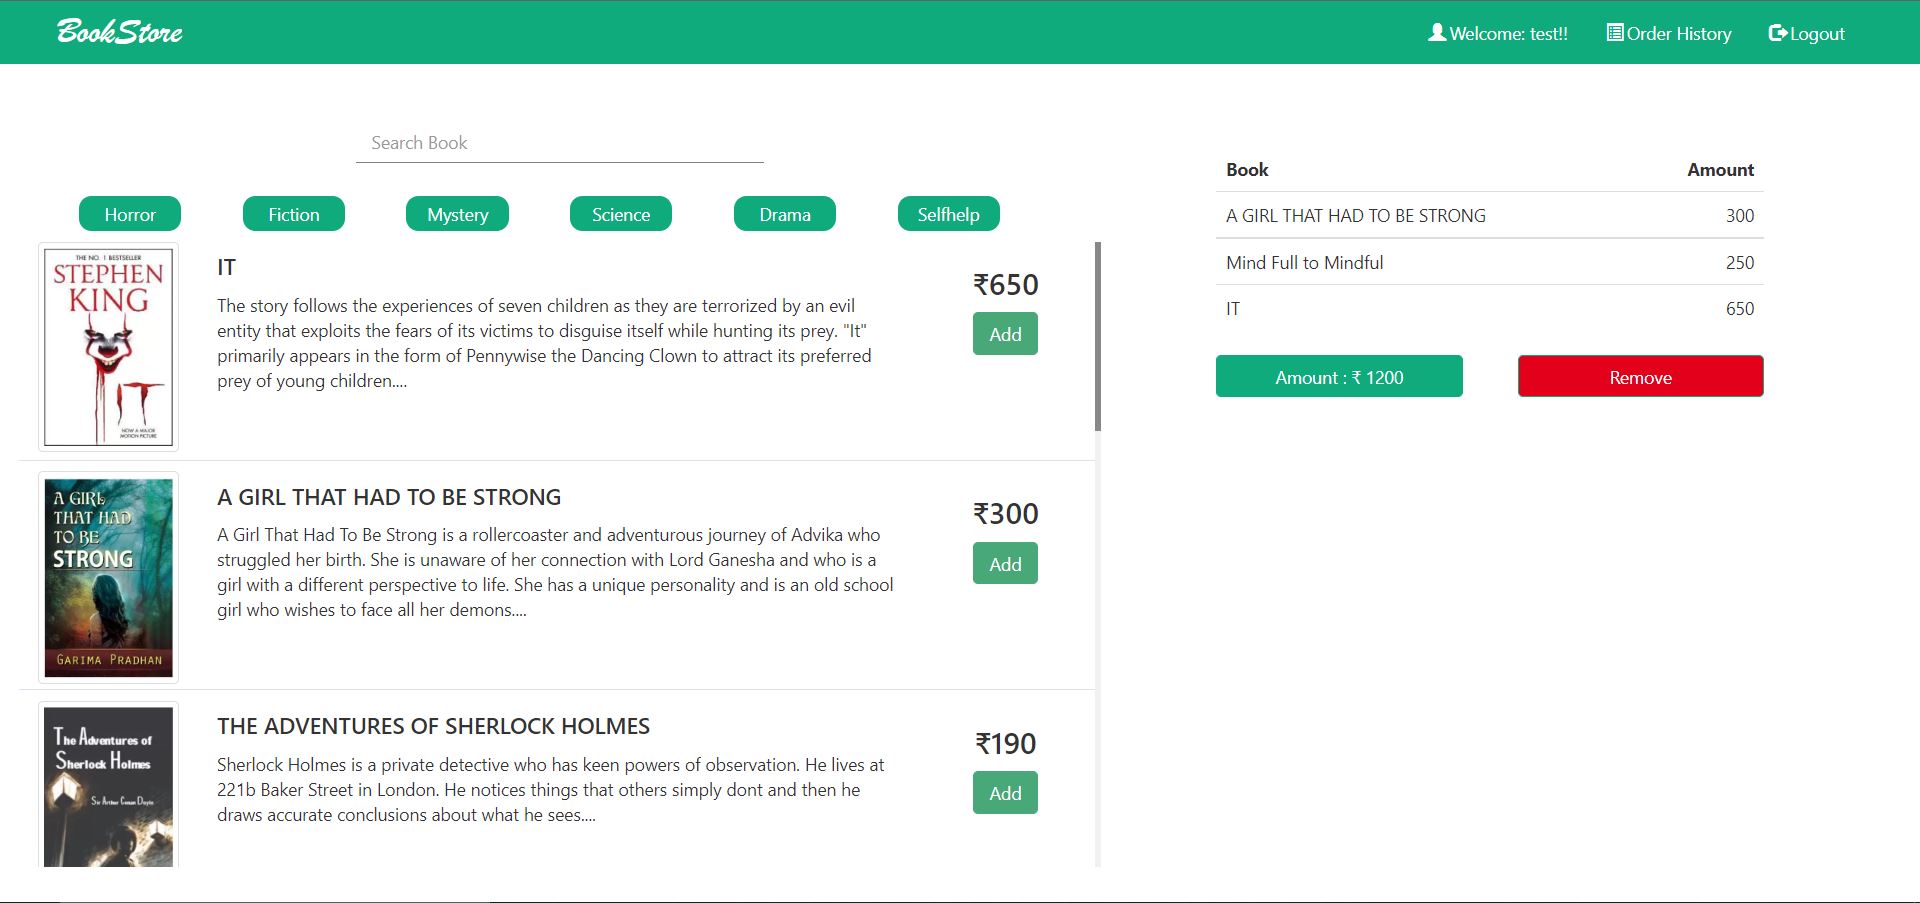 BookStore
Welcome: test!!
Order History
Logout
Search Book
Horror
Fiction
Mystery
Science
Drama
Selfhelp
THE NO. 1 BESTSELLER
STEPHEN
KING
IT
NOW A MAJOR
MOTION PICTURE
IT
The story follows the experiences of seven children as they are terrorized by an evil
entity that exploits the fears of its victims to disguise itself while hunting its prey. "It"
primarily appears in the form of Pennywise the Dancing Clown to attract its preferred
prey of young children....
₹650
Add
A GIRL
THAT HAD
TO BE
STRONG
GARIMA PRADHAN
A GIRL THAT HAD TO BE STRONG
A Girl That Had To Be Strong is a rollercoaster and adventurous journey of Advika who
struggled her birth. She is unaware of her connection with Lord Ganesha and who is a
girl with a different perspective to life. She has a unique personality and is an old school
girl who wishes to face all her demons....
₹300
Add
The Adventures of
Sherlock Holmes
Sir Arthur Conan Doyle
THE ADVENTURES OF SHERLOCK HOLMES
Sherlock Holmes is a private detective who has keen powers of observation. He lives at
221b Baker Street in London. He notices things that others simply dont and then he
draws accurate conclusions about what he sees....
₹190
Add
Book Amount
A GIRL THAT HAD TO BE STRONG 300
Mind Full to Mindful 250
IT 650
Amount : ₹ 1200
Remove